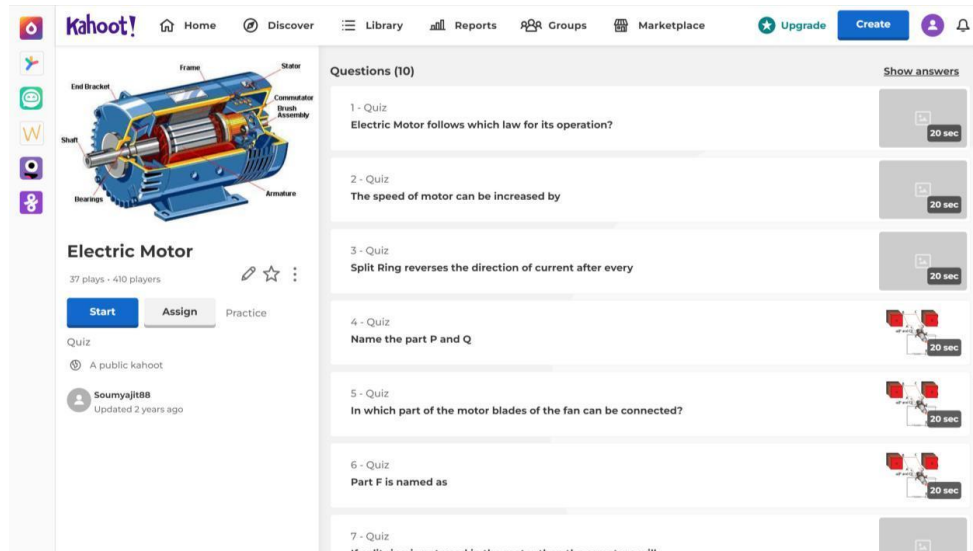 Kahoot!
Home
Discover
Library
Reports
Groups
Marketplace
Upgrade
Create
Frame
Stator
End Bracket
Commutator
Brush
Assembly
Shaft
Bearings
Armature
Electric Motor
37 plays · 410 players
Start
Assign
Practice
Quiz
A public kahoot
Soumyajit88
Updated 2 years ago
Questions (10)
Show answers
1 - Quiz
Electric Motor follows which law for its operation?
20 sec
2 - Quiz
The speed of motor can be increased by
20 sec
3 - Quiz
Split Ring reverses the direction of current after every
20 sec
4 - Quiz
Name the part P and Q
20 sec
5 - Quiz
In which part of the motor blades of the fan can be connected?
20 sec
6 - Quiz
Part F is named as
20 sec
7 - Quiz